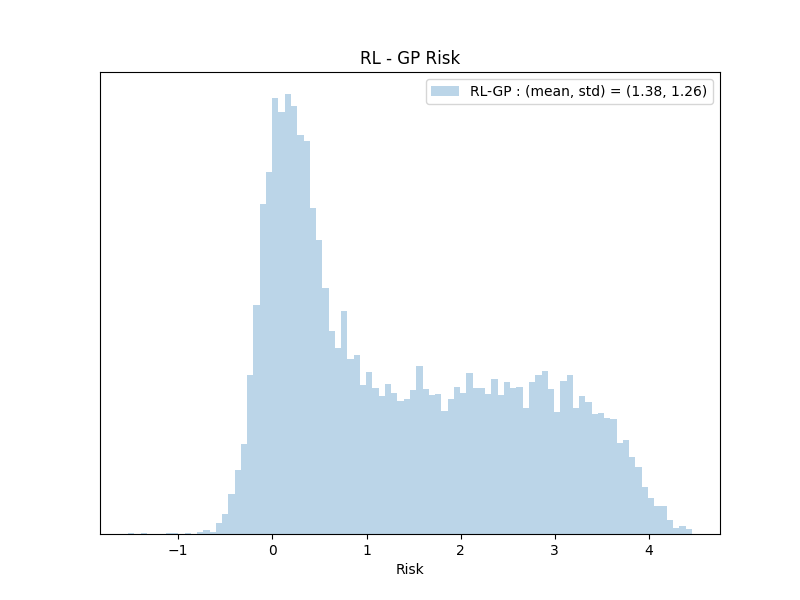 RL - GP Risk
RL-GP : (mean, std) = (1.38, 1.26)
−1 0 1 2 3 4
Risk